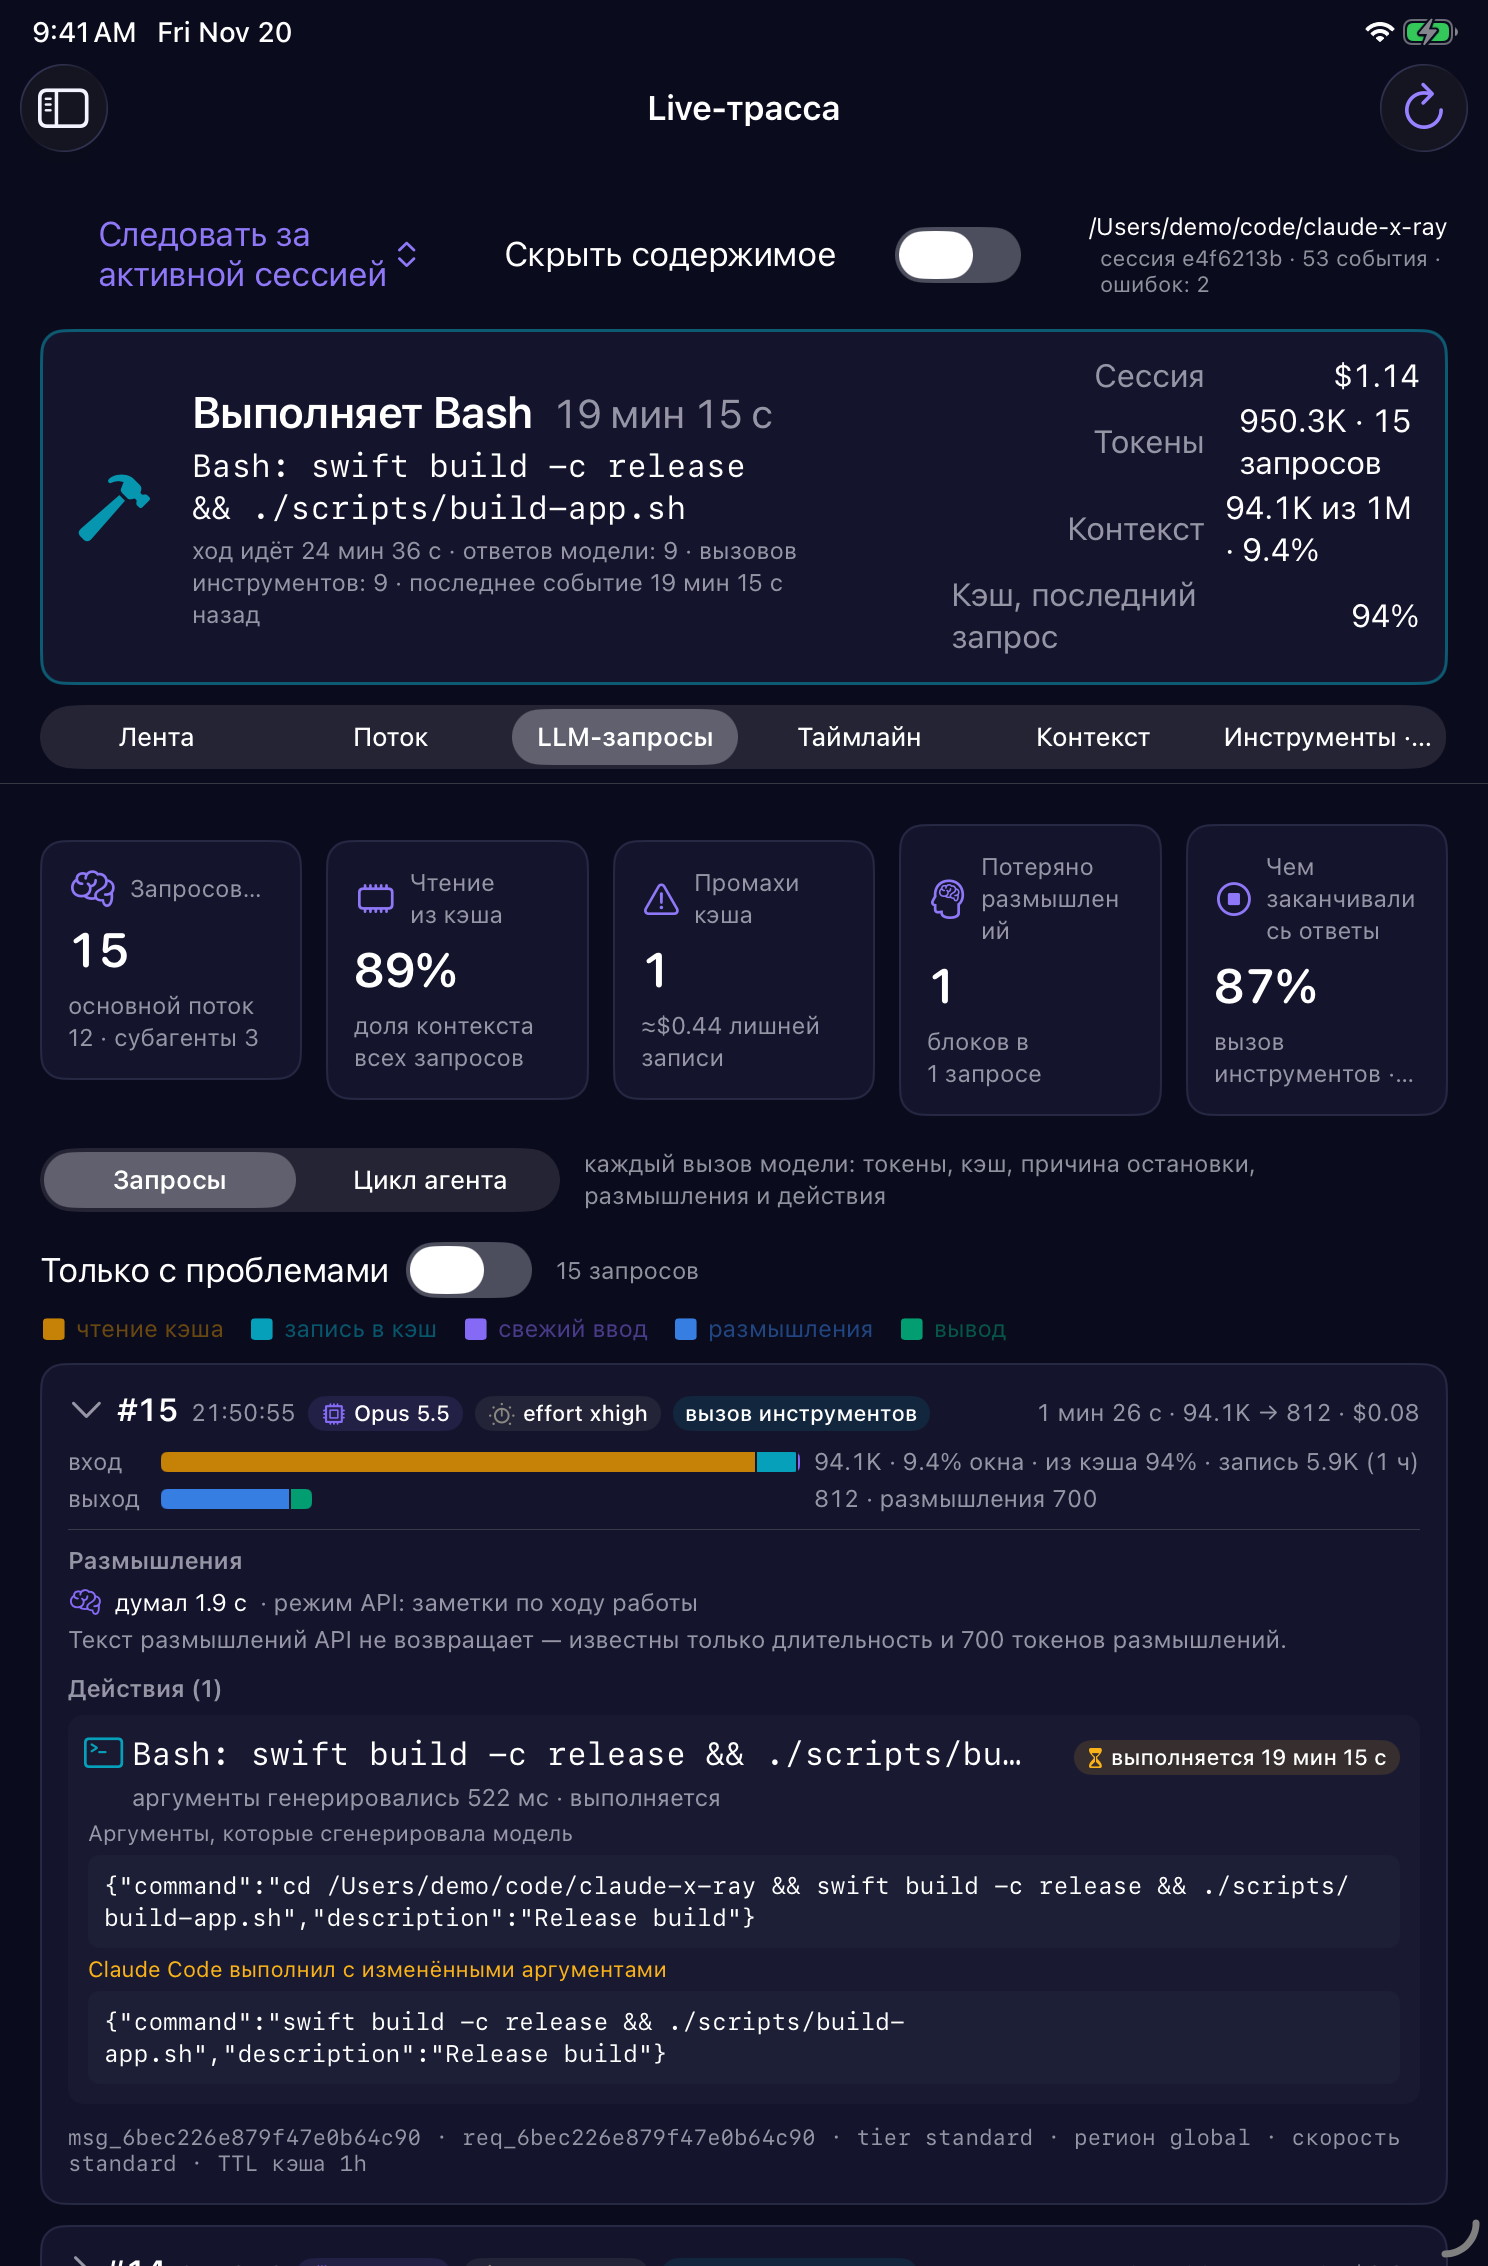 9:41 AM Fri Nov 20
Live-трасса
Следовать за
активной сессией
Скрыть содержимое
/Users/demo/code/claude-x-ray
сессия e4f6213b · 53 события ·
ошибок: 2
Выполняет Bash 19 мин 15 с
Bash: swift build -c release
&& ./scripts/build-app.sh
ход идёт 24 мин 36 с · ответов модели: 9 · вызовов
инструментов: 9 · последнее событие 19 мин 15 с
назад
Сессия $1.14
Токены 950.3K · 15
запросов
Контекст 94.1K из 1M
· 9.4%
Кэш, последний
запрос 94%
Лента Поток LLM-запросы Таймлайн Контекст Инструменты ·...
Запросов...
15
основной поток
12 · субагенты 3
Чтение
из кэша
89%
доля контекста
всех запросов
Промахи
кэша
1
≈$0.44 лишней
записи
Потеряно
размышлен
ий
1
блоков в
1 запросе
Чем
заканчивали
сь ответы
87%
вызов
инструментов ·...
Запросы Цикл агента
каждый вызов модели: токены, кэш, причина остановки,
размышления и действия
Только с проблемами 15 запросов
чтение кэша запись в кэш свежий ввод размышления вывод
#15 21:50:55 Opus 5.5 effort xhigh вызов инструментов 1 мин 26 с · 94.1K → 812 · $0.08
вход 94.1K · 9.4% окна · из кэша 94% · запись 5.9K (1 ч)
выход 812 · размышления 700
Размышления
думал 1.9 с · режим API: заметки по ходу работы
Текст размышлений API не возвращает — известны только длительность и 700 токенов размышлений.
Действия (1)
Bash: swift build -c release && ./scripts/bu… выполняется 19 мин 15 с
аргументы генерировались 522 мс · выполняется
Аргументы, которые сгенерировала модель
{"command":"cd /Users/demo/code/claude-x-ray && swift build -c release && ./scripts/
build-app.sh","description":"Release build"}
Claude Code выполнил с изменёнными аргументами
{"command":"swift build -c release && ./scripts/build-
app.sh","description":"Release build"}
msg_6bec226e879f47e0b64c90 · req_6bec226e879f47e0b64c90 · tier standard · регион global · скорость
standard · TTL кэша 1h
#14